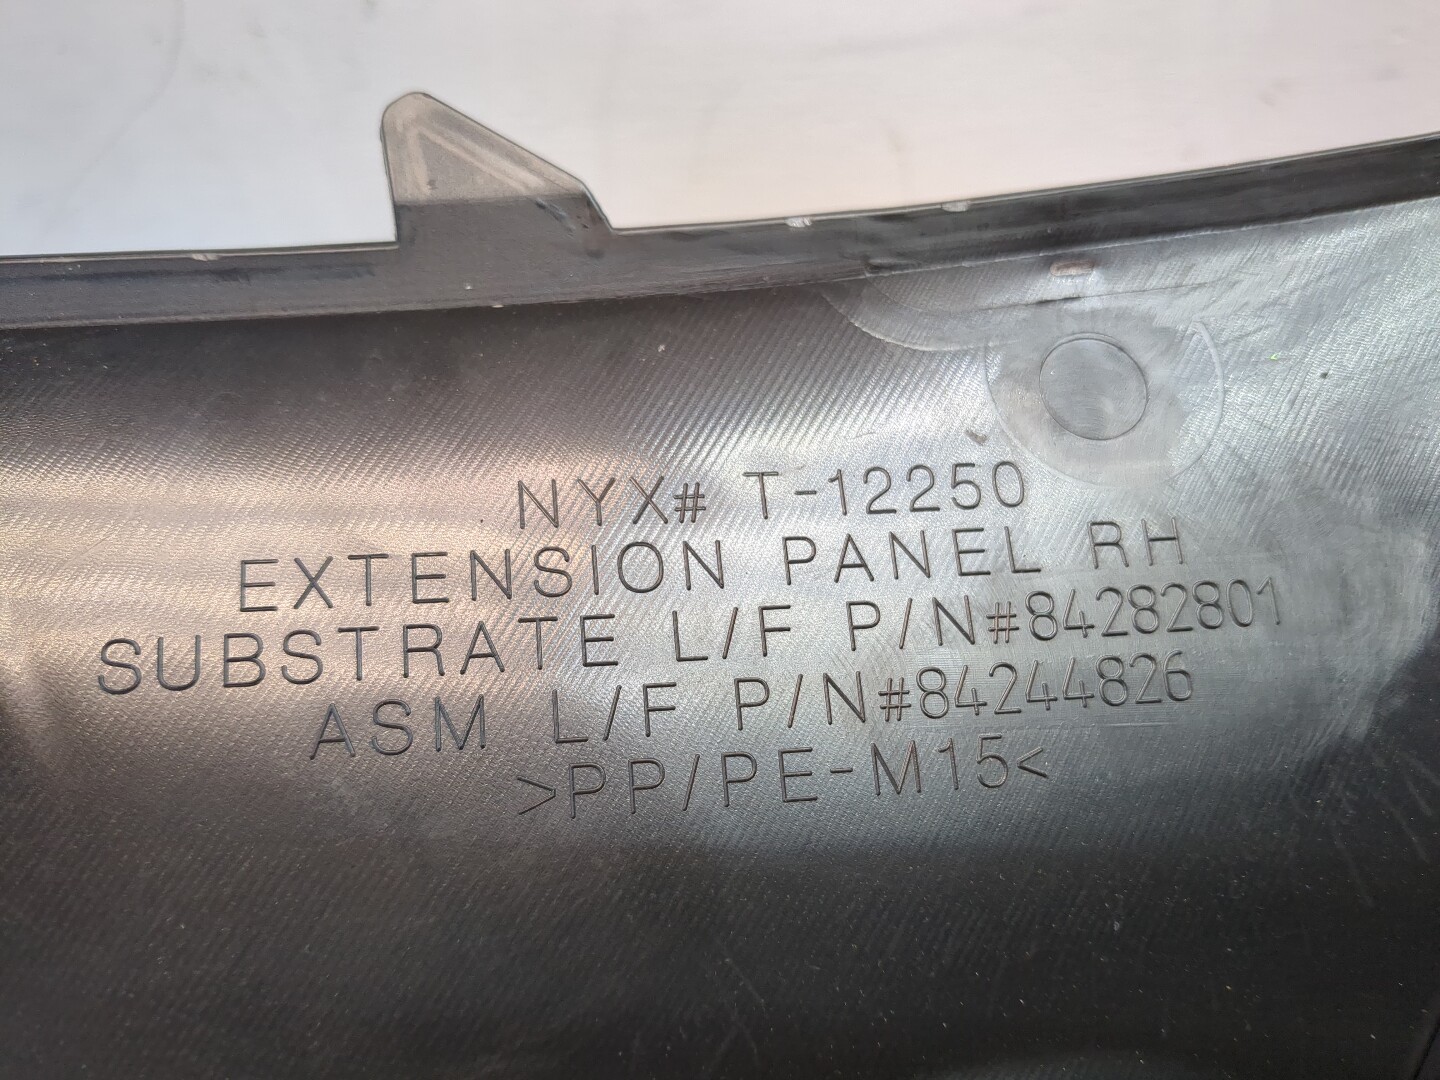 NYX# T-12250
EXTENSION PANEL RH
SUBSTRATE L/F P/N#84282801
ASM L/F P/N#84244826
>PP/PE-M15<